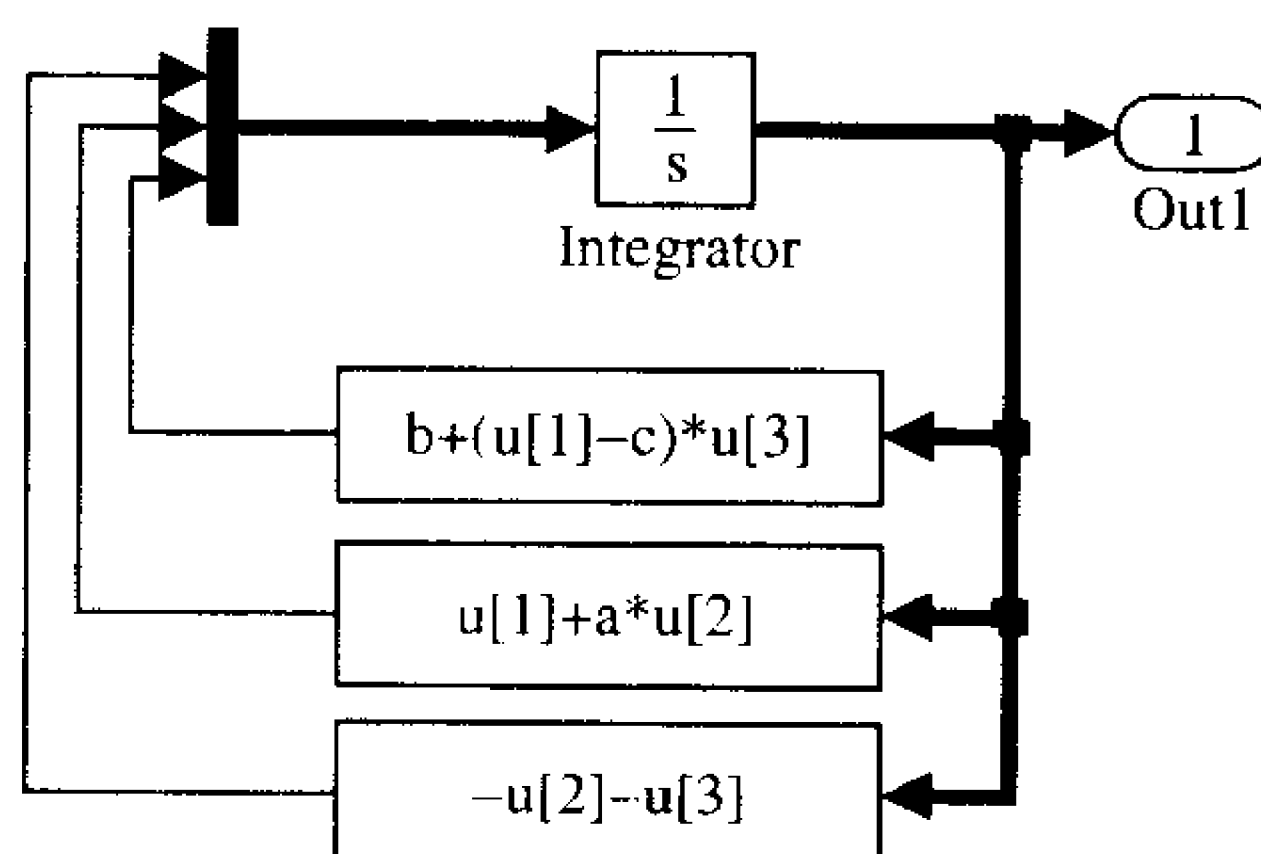 1
s
Integrator
1
Out1
b+(u[1]−c)*u[3]
u[1]+a*u[2]
−u[2]−u[3]